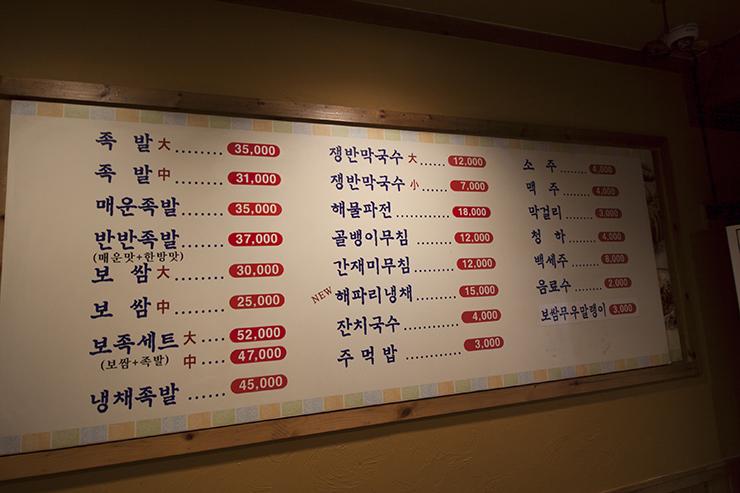 족 발 大 ........ 35,000
족 발 中 ........ 31,000
매운족발 ........ 35,000
반반족발 ........ 37,000
(매운맛+한방맛)
보 쌈 大 ........ 30,000
보 쌈 中 ........ 25,000
보족세트 大 .... 52,000
(보쌈+족발) 中 .... 47,000
냉채족발 ...... 45,000
쟁반막국수 大 ...... 12,000
쟁반막국수 小 ...... 7,000
해물파전 ......... 18,000
골뱅이무침 ...... 12,000
간재미무침 ...... 12,000
NEW 해파리냉채 ...... 15,000
잔치국수 ......... 4,000
주먹밥 ............ 3,000
소 주 ......... 4,000
맥 주 ......... 4,000
막걸리 ......... 3,000
청 하 ......... 4,000
백세주 ......... 8,000
음료수 ......... 2,000
보쌈무우말랭이 3,000